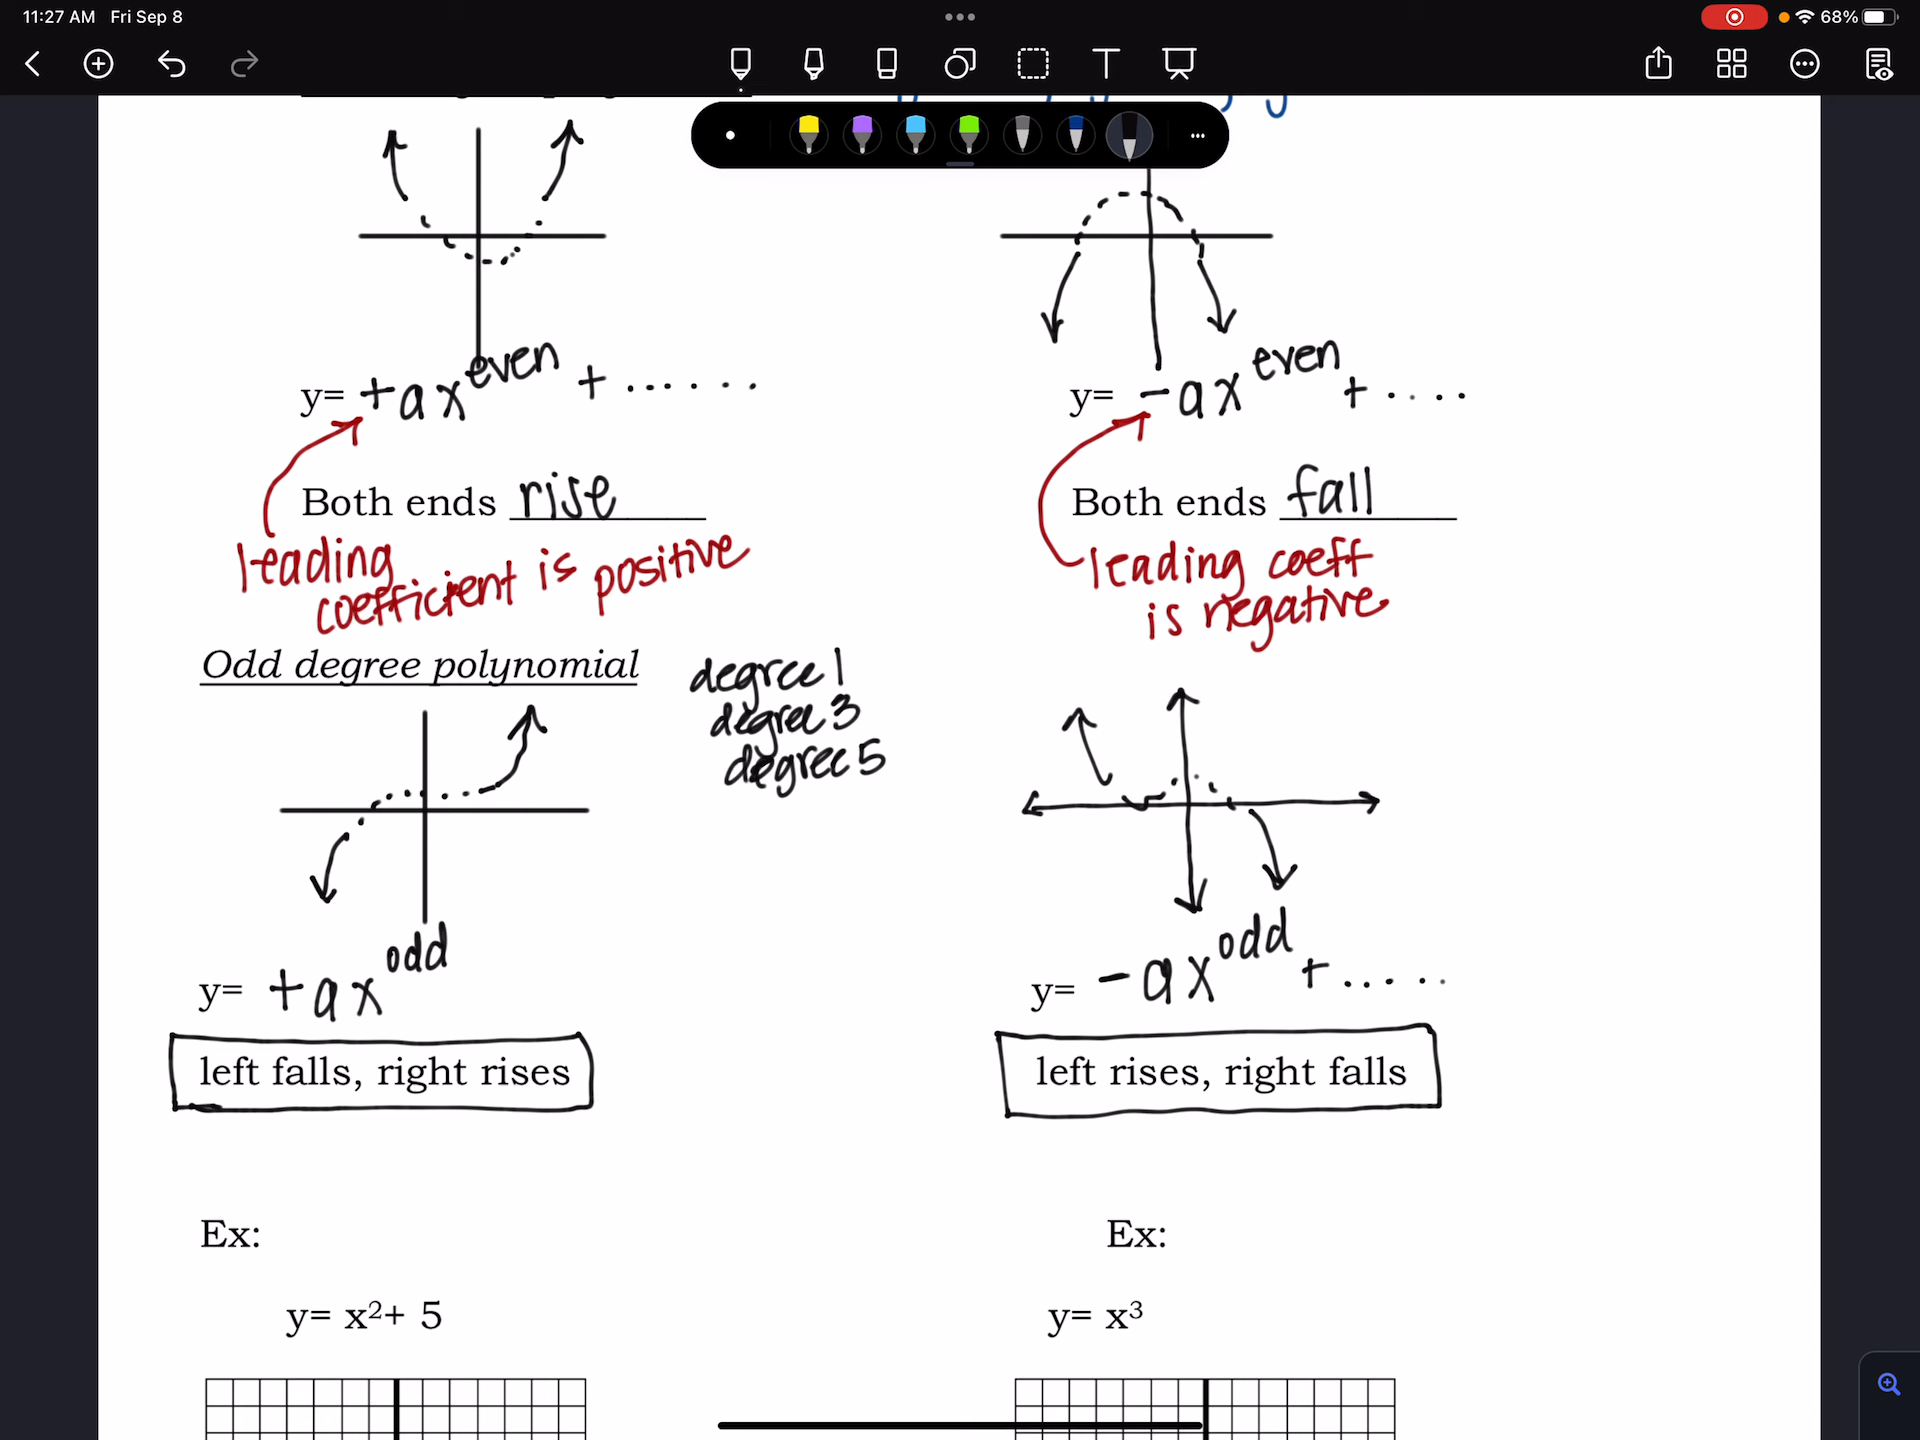 11:27 AM Fri Sep 8
68%
y= +ax^even + ......
y= -ax^even + ....
Both ends rise
Both ends fall
leading
coefficient is positive
leading coeff
is negative
Odd degree polynomial
degree 1
degree 3
degree 5
y= +ax^odd
y= -ax^odd + .....
left falls, right rises
left rises, right falls
Ex:
Ex:
y= x²+ 5
y= x³